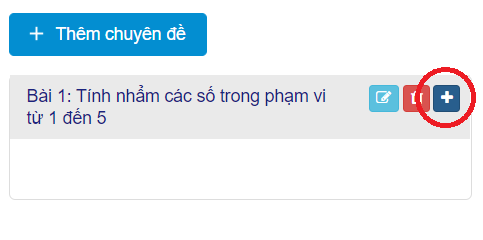 Thêm chuyên đề
Bài 1: Tính nhẩm các số trong phạm vi
từ 1 đến 5